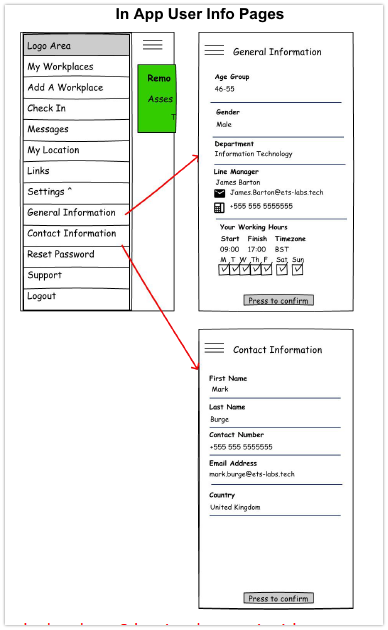 In App User Info Pages
Logo Area
My Workplaces
Add A Workplace
Check In
Messages
My Location
Links
Settings ^
General Information
Contact Information
Reset Password
Support
Logout
Remo
Asses
T
General Information
Age Group
46-55
Gender
Male
Department
Information Technology
Line Manager
James Barton
James.Barton@ets-labs.tech
+555 555 5555555
Your Working Hours
Start Finish Timezone
09:00 17:00 BST
M T W Th F Sat Sun
Press to confirm
Contact Information
First Name
Mark
Last Name
Burge
Contact Number
+555 555 5555555
Email Address
mark.burge@ets-labs.tech
Country
United Kingdom
Press to confirm